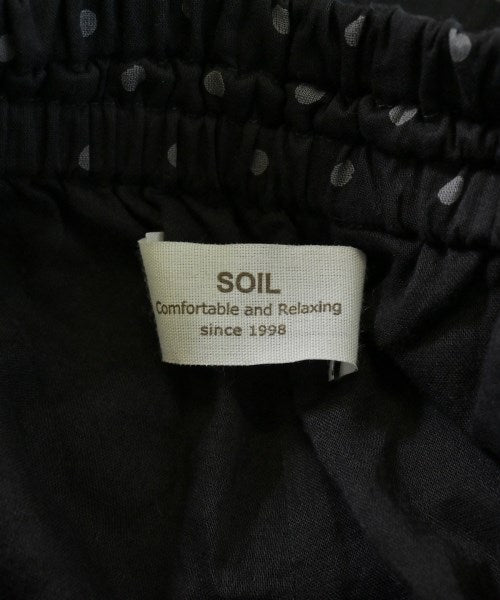 SOIL
Comfortable and Relaxing
since 1998